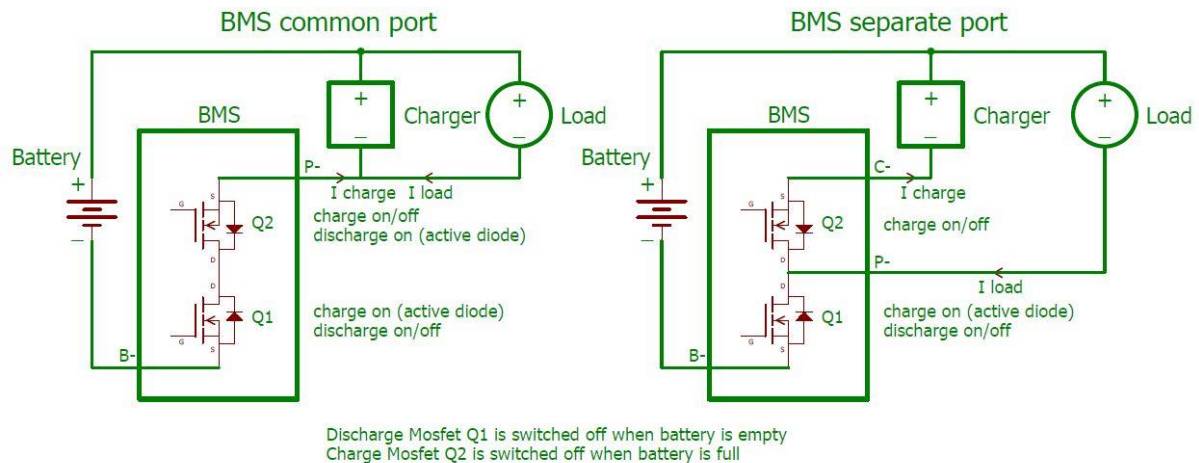 BMS common port
BMS
Charger
Load
Battery
+
−
+
−
+
−
P-
I charge
I load
charge on/off
discharge on (active diode)
S
G
Q2
D
D
Q1
G
S
charge on (active diode)
discharge on/off
B-
BMS separate port
BMS
Charger
Load
Battery
+
−
+
−
+
−
C-
I charge
charge on/off
S
G
Q2
D
P-
I load
D
Q1
G
S
charge on (active diode)
discharge on/off
B-
Discharge Mosfet Q1 is switched off when battery is empty
Charge Mosfet Q2 is switched off when battery is full